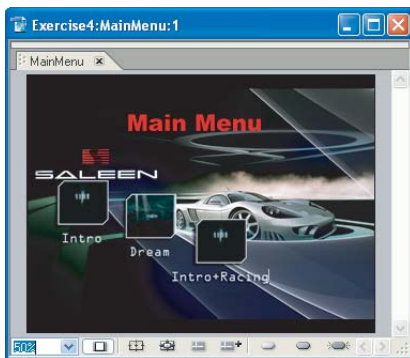 Exercise4:MainMenu:1
MainMenu
Main Menu
SALEEN
Intro
Dream
Intro+Racing
50%